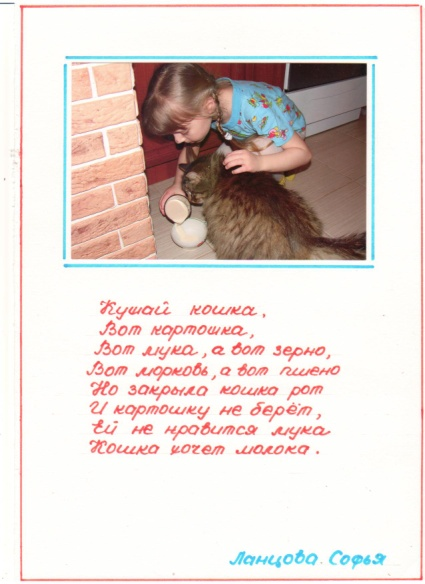 Кушай кошка,
Вот картошка,
Вот мука, а вот зерно,
Вот морковь, а вот пшено
Но закрыла кошка рот
И картошку не берёт,
Ей не нравится мука
Кошка хочет молока.
Ланцова Софья